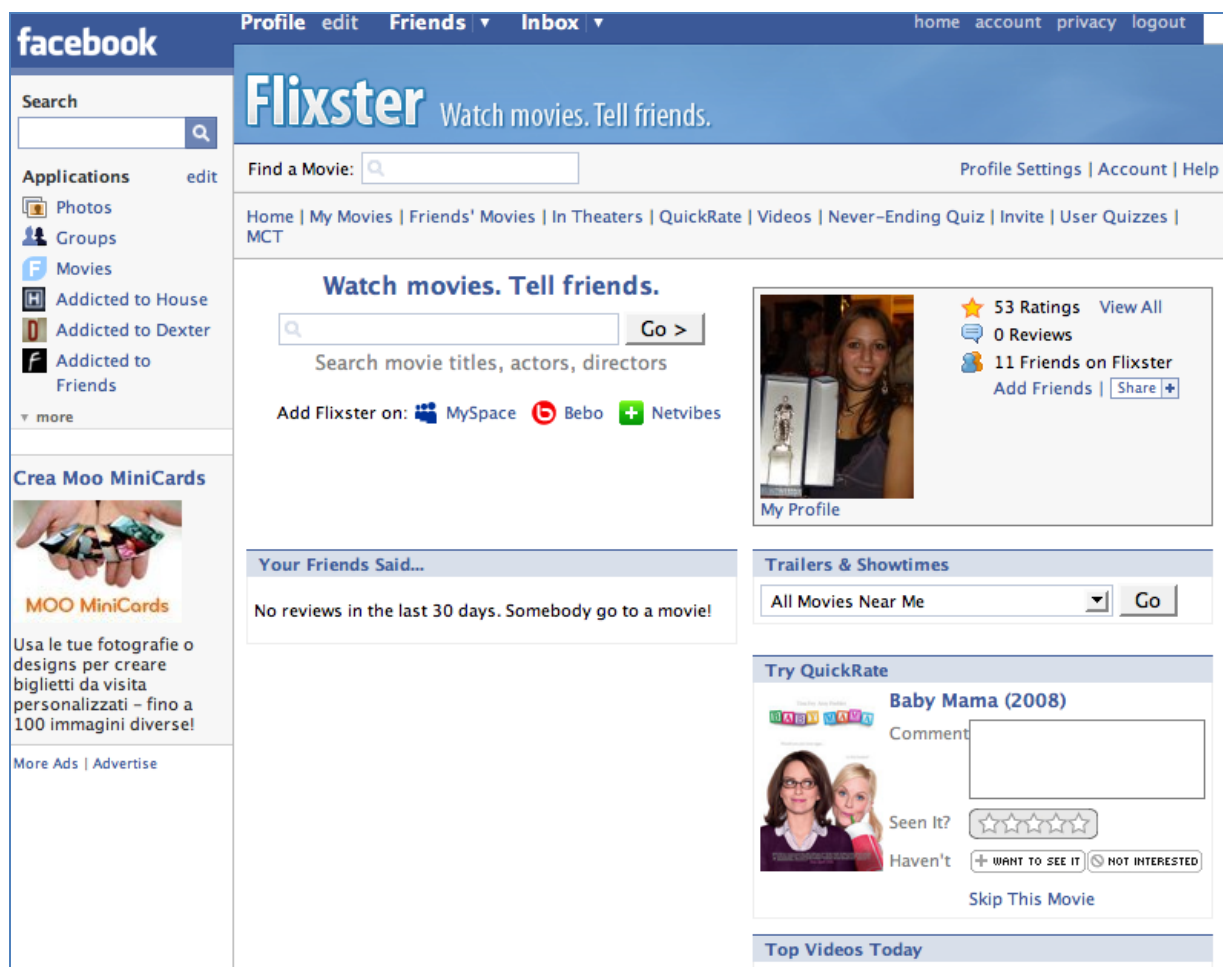 facebook
Profile edit Friends ▼ Inbox ▼
home account privacy logout
Search
Applications edit
Photos
Groups
Movies
Addicted to House
Addicted to Dexter
Addicted to
Friends
▼ more
Crea Moo MiniCards
MOO MiniCards
Usa le tue fotografie o
designs per creare
biglietti da visita
personalizzati – fino a
100 immagini diverse!
More Ads | Advertise
Flixster Watch movies. Tell friends.
Find a Movie:
Profile Settings | Account | Help
Home | My Movies | Friends' Movies | In Theaters | QuickRate | Videos | Never-Ending Quiz | Invite | User Quizzes |
MCT
Watch movies. Tell friends.
Go >
Search movie titles, actors, directors
Add Flixster on: MySpace Bebo Netvibes
53 Ratings View All
0 Reviews
11 Friends on Flixster
Add Friends | Share +
My Profile
Your Friends Said...
No reviews in the last 30 days. Somebody go to a movie!
Trailers & Showtimes
All Movies Near Me Go
Try QuickRate
BABY MAMA
Baby Mama (2008)
Comment
Seen It?
Haven't + WANT TO SEE IT NOT INTERESTED
Skip This Movie
Top Videos Today